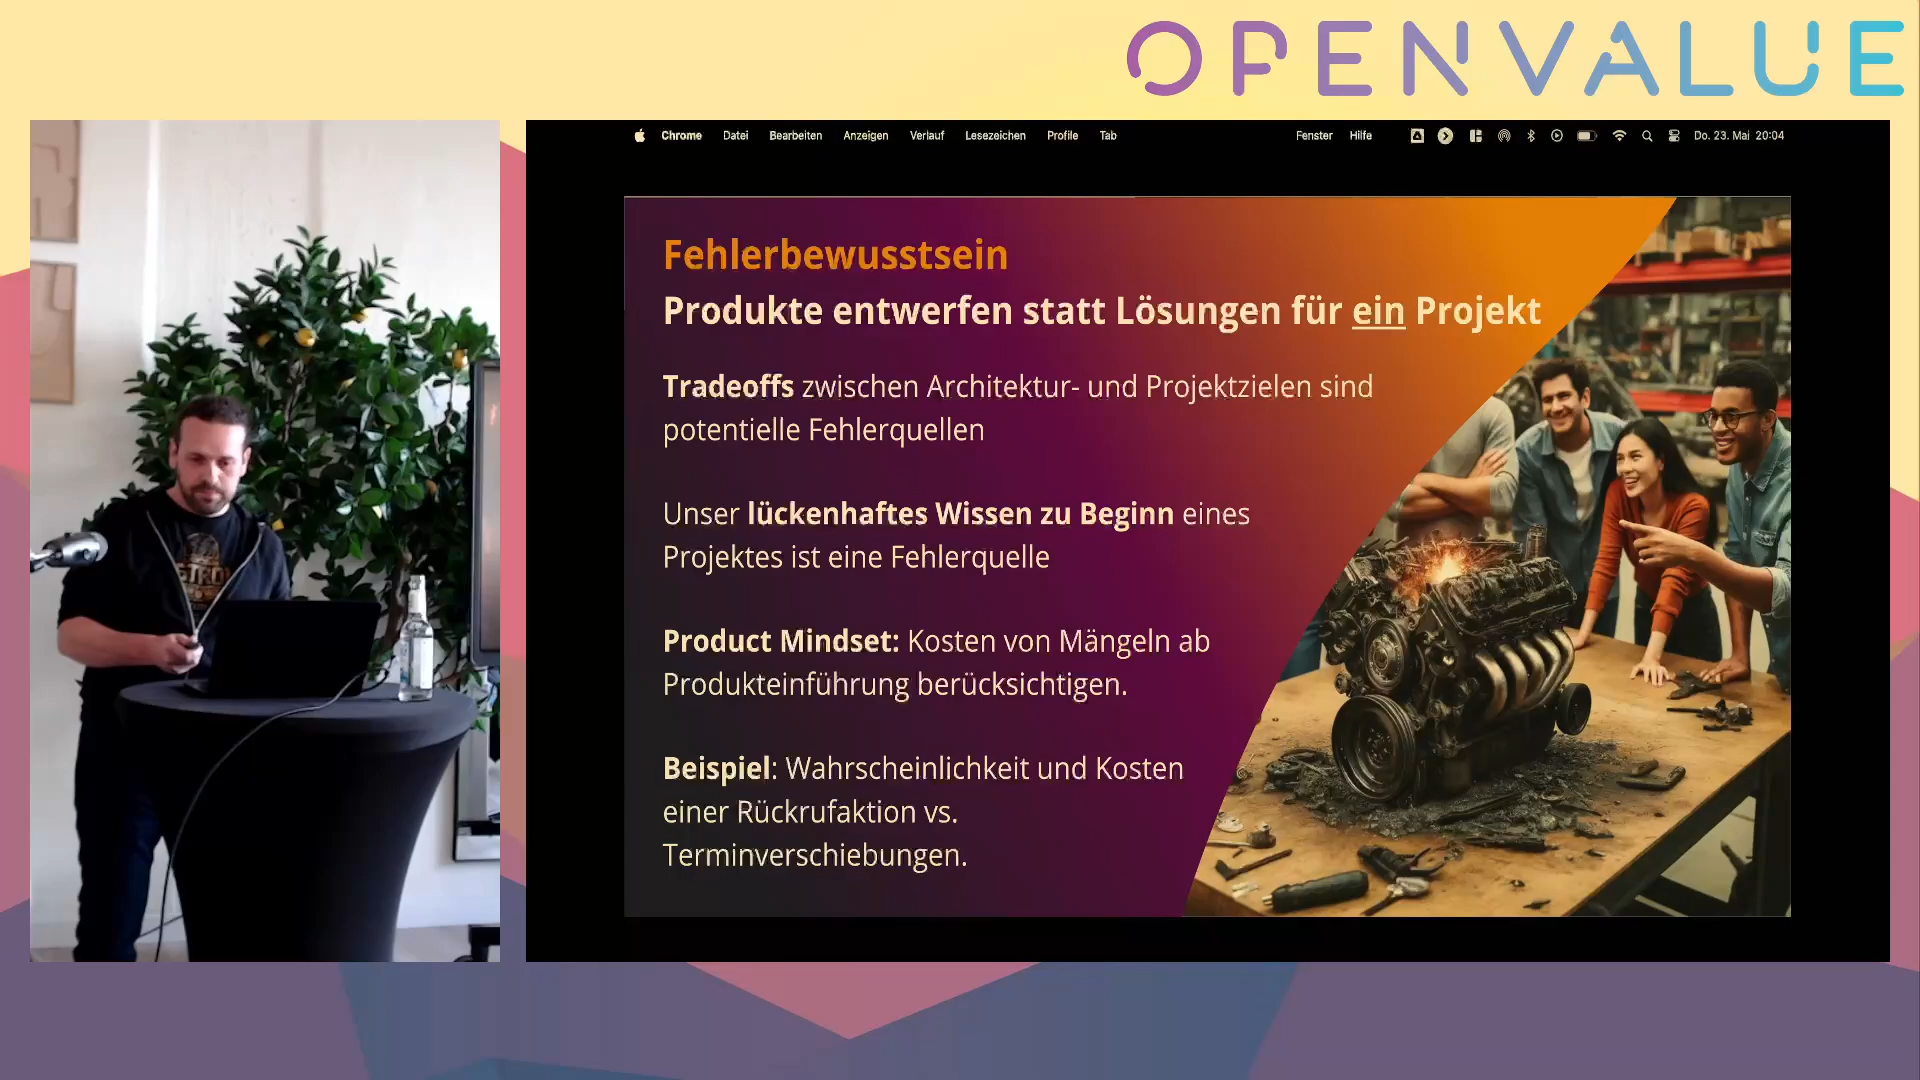 OPENVALUE
Chrome Datei Bearbeiten Anzeigen Verlauf Lesezeichen Profile Tab Fenster Hilfe Do. 23. Mai 20:04
Fehlerbewusstsein
Produkte entwerfen statt Lösungen für ein Projekt
Tradeoffs zwischen Architektur- und Projektzielen sind
potentielle Fehlerquellen
Unser lückenhaftes Wissen zu Beginn eines
Projektes ist eine Fehlerquelle
Product Mindset: Kosten von Mängeln ab
Produkteinführung berücksichtigen.
Beispiel: Wahrscheinlichkeit und Kosten
einer Rückrufaktion vs.
Terminverschiebungen.